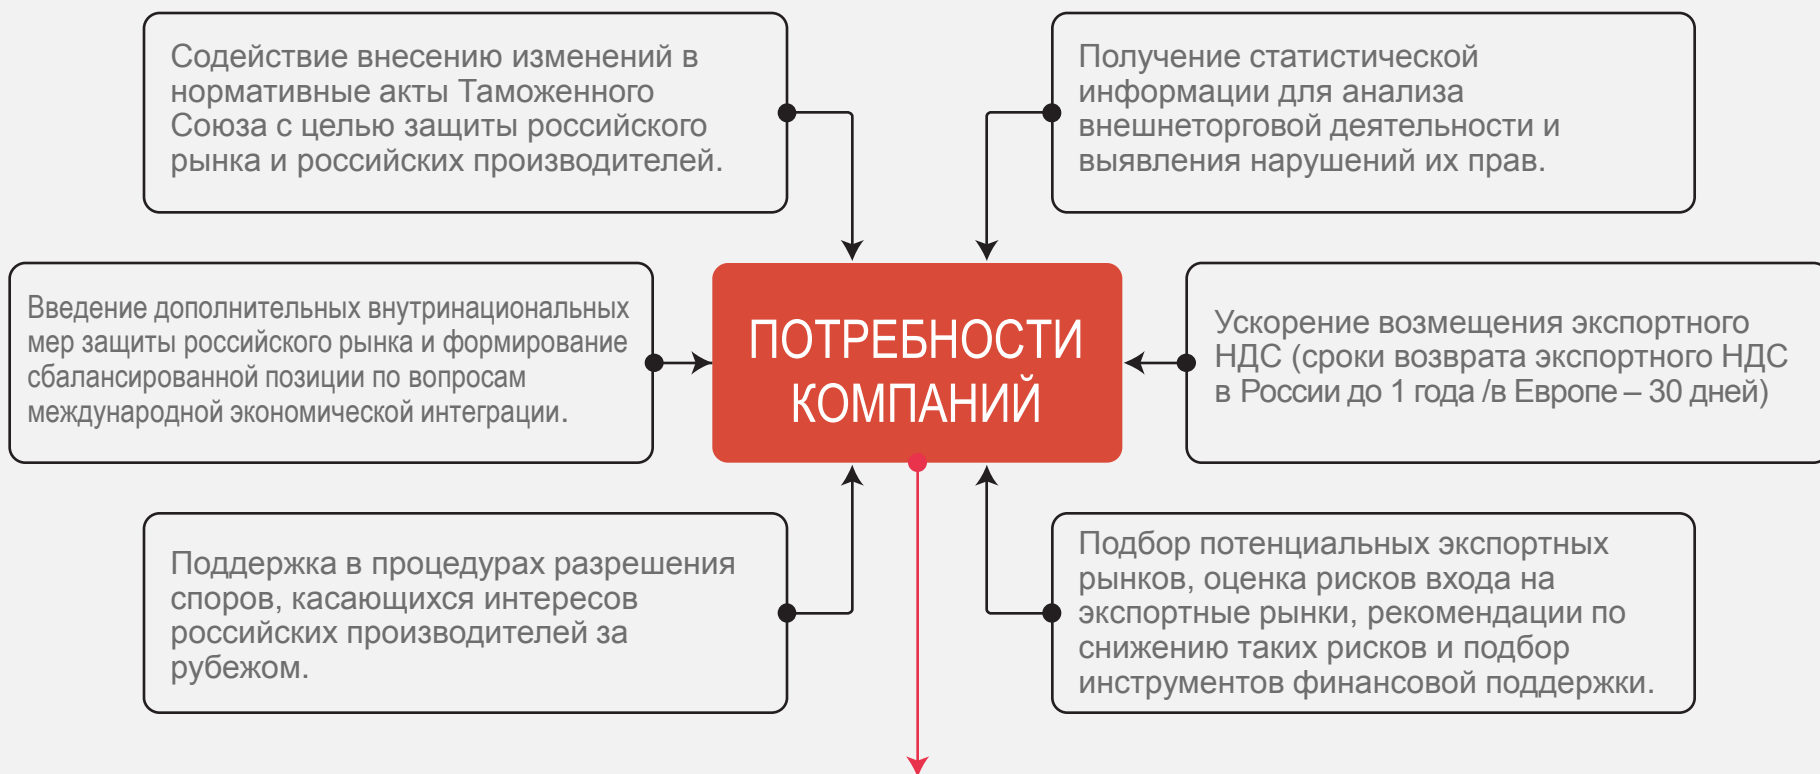 Содействие внесению изменений в
нормативные акты Таможенного
Союза с целью защиты российского
рынка и российских производителей.
Получение статистической
информации для анализа
внешнеторговой деятельности и
выявления нарушений их прав.
Введение дополнительных внутринациональных
мер защиты российского рынка и формирование
сбалансированной позиции по вопросам
международной экономической интеграции.
ПОТРЕБНОСТИ
КОМПАНИЙ
Ускорение возмещения экспортного
НДС (сроки возврата экспортного НДС
в России до 1 года /в Европе – 30 дней)
Поддержка в процедурах разрешения
споров, касающихся интересов
российских производителей за
рубежом.
Подбор потенциальных экспортных
рынков, оценка рисков входа на
экспортные рынки, рекомендации по
снижению таких рисков и подбор
инструментов финансовой поддержки.